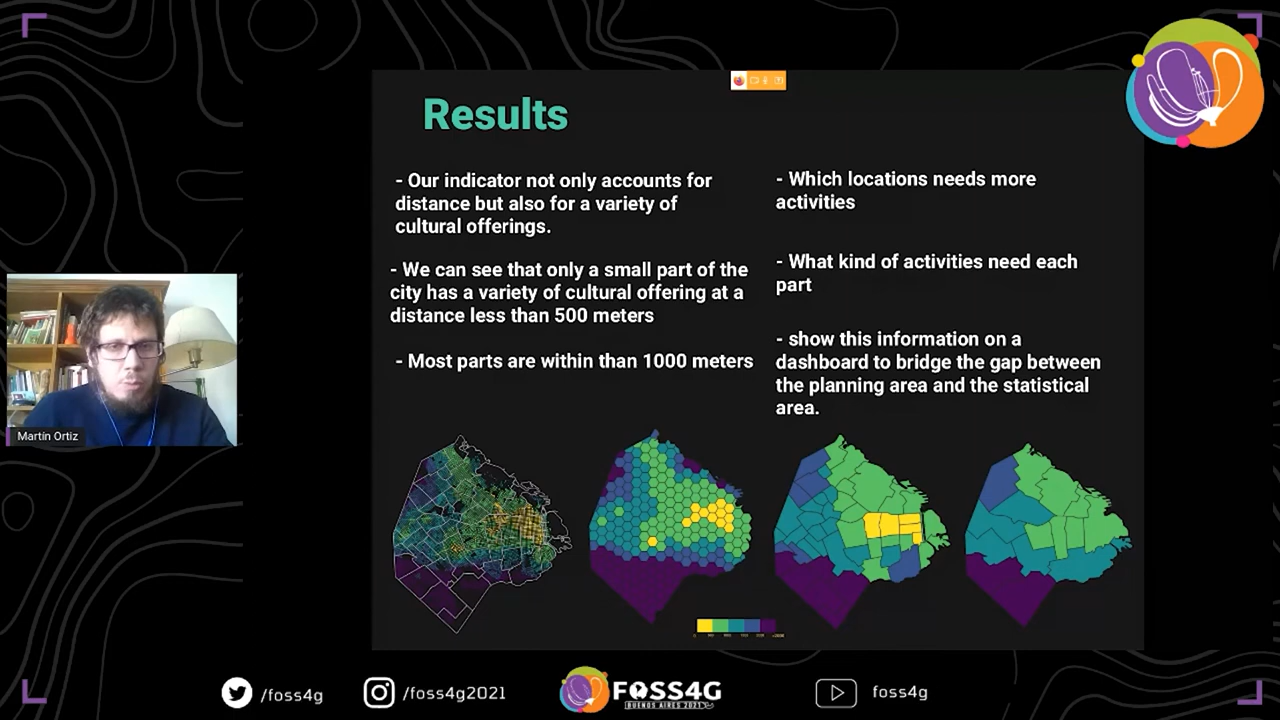 Results
- Our indicator not only accounts for
distance but also for a variety of
cultural offerings.
- We can see that only a small part of the
city has a variety of cultural offering at a
distance less than 500 meters
- Most parts are within than 1000 meters
- Which locations needs more
activities
- What kind of activities need each
part
- show this information on a
dashboard to bridge the gap between
the planning area and the statistical
area.
Martín Ortiz
/foss4g
/foss4g2021
FOSS4G
BUENOS AIRES 2021
foss4g